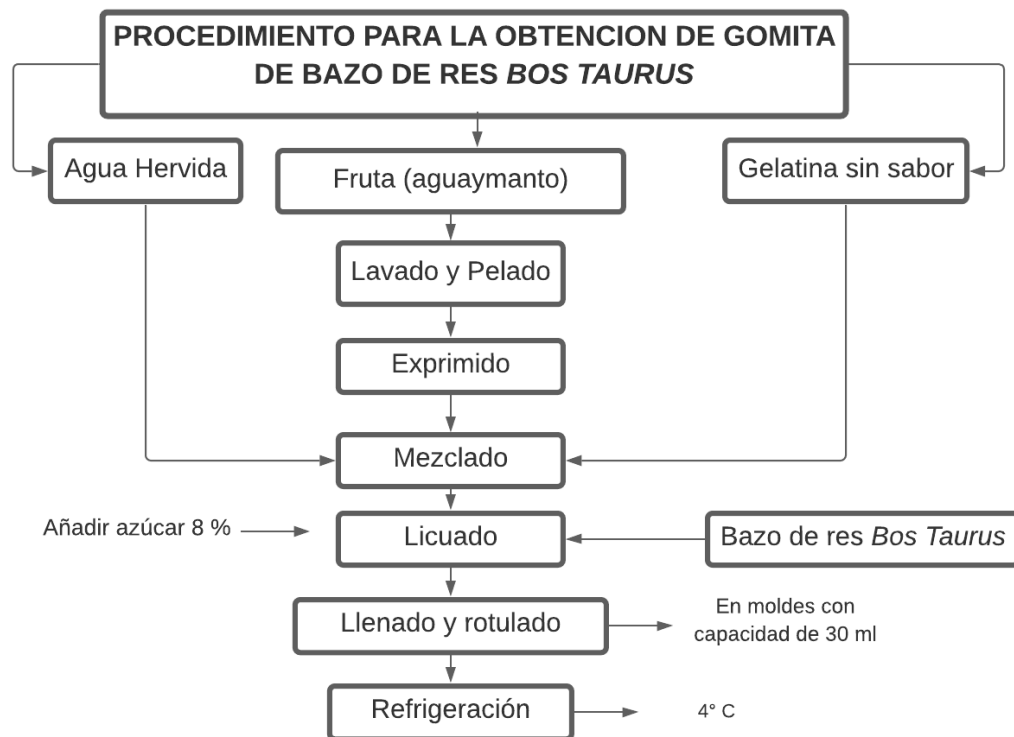 PROCEDIMIENTO PARA LA OBTENCION DE GOMITA
DE BAZO DE RES BOS TAURUS
Agua Hervida
Fruta (aguaymanto)
Gelatina sin sabor
Lavado y Pelado
Exprimido
Mezclado
Añadir azúcar 8 %
Licuado
Bazo de res Bos Taurus
Llenado y rotulado
En moldes con
capacidad de 30 ml
Refrigeración
4° C